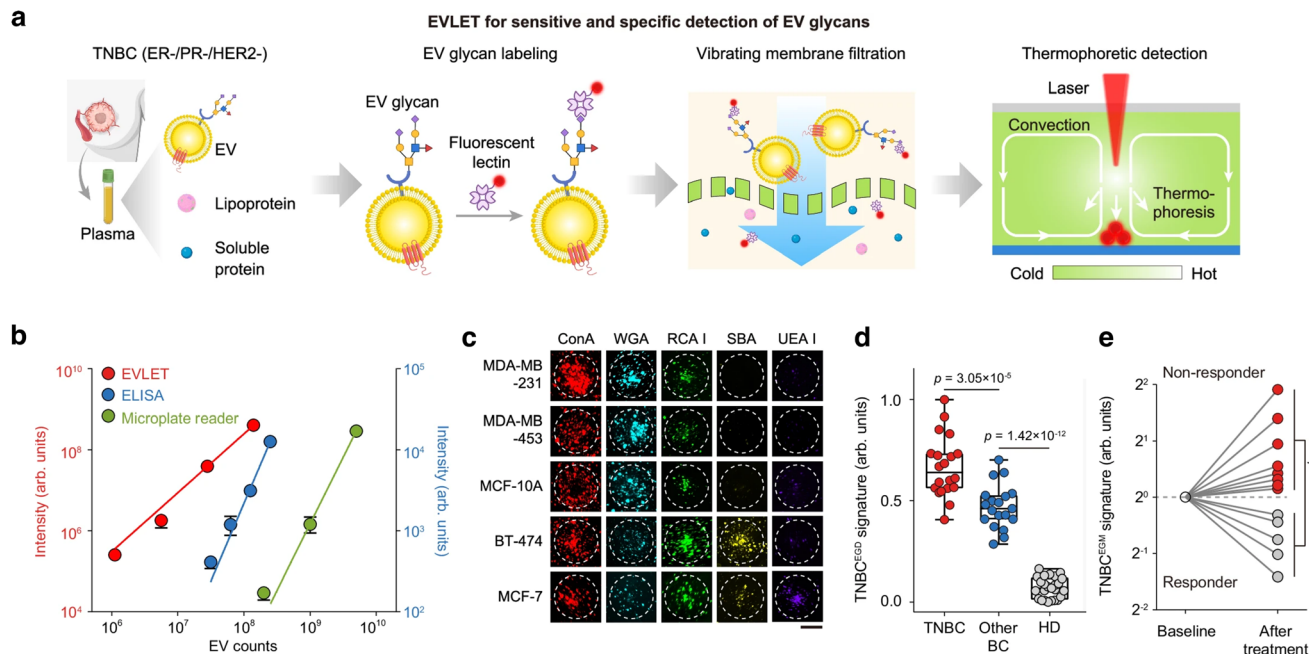 a
EVLET for sensitive and specific detection of EV glycans
TNBC (ER-/PR-/HER2-)
EV
Lipoprotein
Soluble
protein
Plasma
EV glycan labeling
EV glycan
Fluorescent
lectin
Vibrating membrane filtration
Thermophoretic detection
Laser
Convection
Thermo-
phoresis
Cold
Hot
b
Intensity (arb. units)
10¹⁰
10⁸
10⁶
10⁴
EVLET
ELISA
Microplate reader
10⁵
10⁴
10³
10²
Intensity (arb. units)
10⁶
10⁷
10⁸
10⁹
10¹⁰
EV counts
c
ConA
WGA
RCA I
SBA
UEA I
MDA-MB
-231
MDA-MB
-453
MCF-10A
BT-474
MCF-7
d
TNBCᴱᴳᴰ signature (arb. units)
p = 3.05×10⁻⁵
p = 1.42×10⁻¹²
1.0
0.5
0.0
TNBC
Other
BC
HD
e
TNBCᴱᴳᴹ signature (arb. units)
2²
2¹
2⁰
2⁻¹
2⁻²
Non-responder
Responder
Baseline
After
treatment